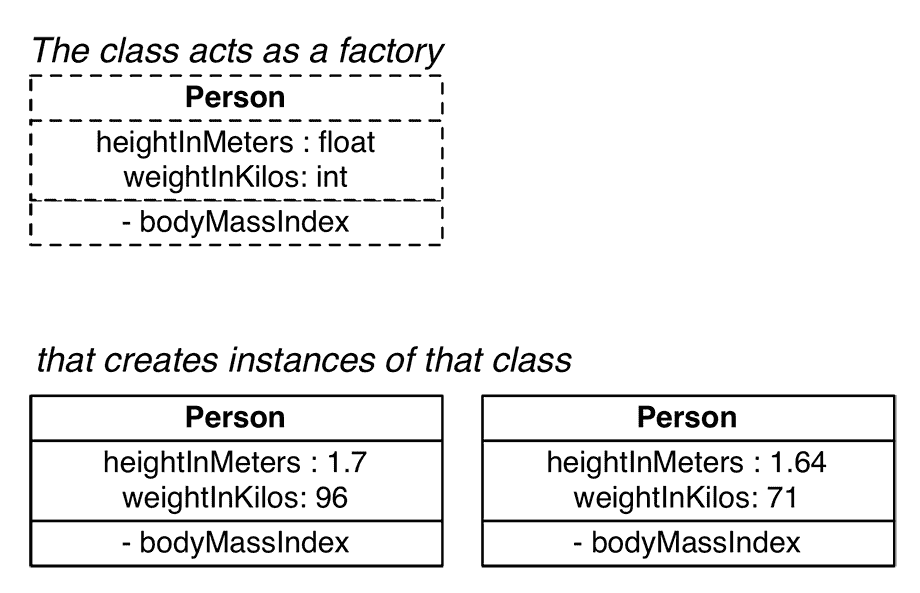 The class acts as a factory
Person
heightInMeters : float
weightInKilos: int
- bodyMassIndex
that creates instances of that class
Person
heightInMeters : 1.7
weightInKilos: 96
- bodyMassIndex
Person
heightInMeters : 1.64
weightInKilos: 71
- bodyMassIndex